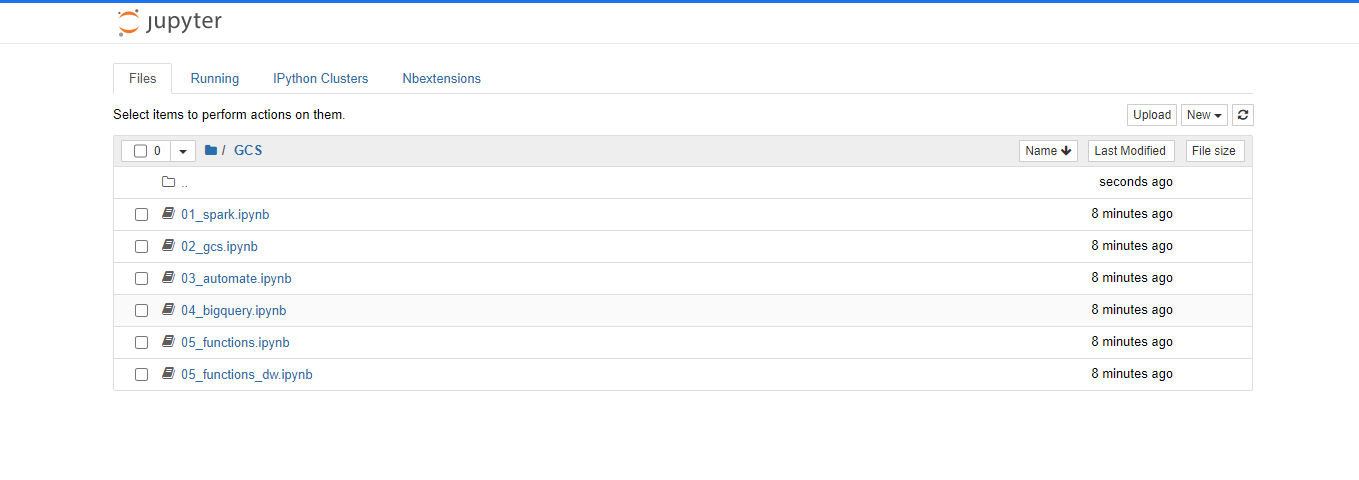 jupyter
Files Running IPython Clusters Nbextensions
Select items to perform actions on them. Upload New
0 / GCS Name Last Modified File size
.. seconds ago
01_spark.ipynb 8 minutes ago
02_gcs.ipynb 8 minutes ago
03_automate.ipynb 8 minutes ago
04_bigquery.ipynb 8 minutes ago
05_functions.ipynb 8 minutes ago
05_functions_dw.ipynb 8 minutes ago